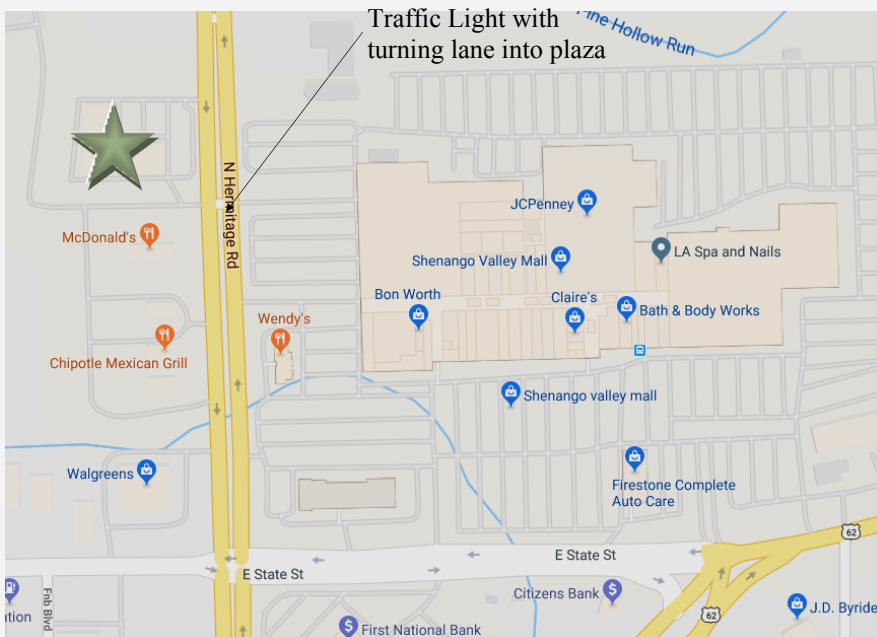 Traffic Light with
turning lane into plaza
Pine Hollow Run
N Hermitage Rd
McDonald's
JCPenney
LA Spa and Nails
Shenango Valley Mall
Bon Worth
Claire's
Bath & Body Works
Wendy's
Chipotle Mexican Grill
Shenango valley mall
Walgreens
Firestone Complete
Auto Care
62
E State St
E State St
Citizens Bank
J.D. Byride
62
Fnb Blvd
First National Bank